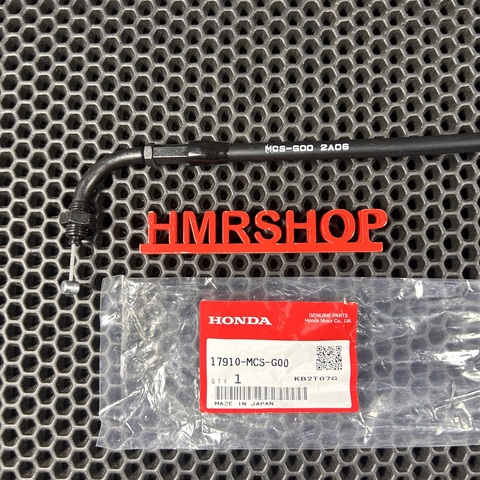 MCS-G00 2A06
HMRSHOP
HONDA
GENUINE PARTS
Honda Motor Co., Ltd.
17910-MCS-G00
QTY 1
KB2T07G
MADE IN JAPAN